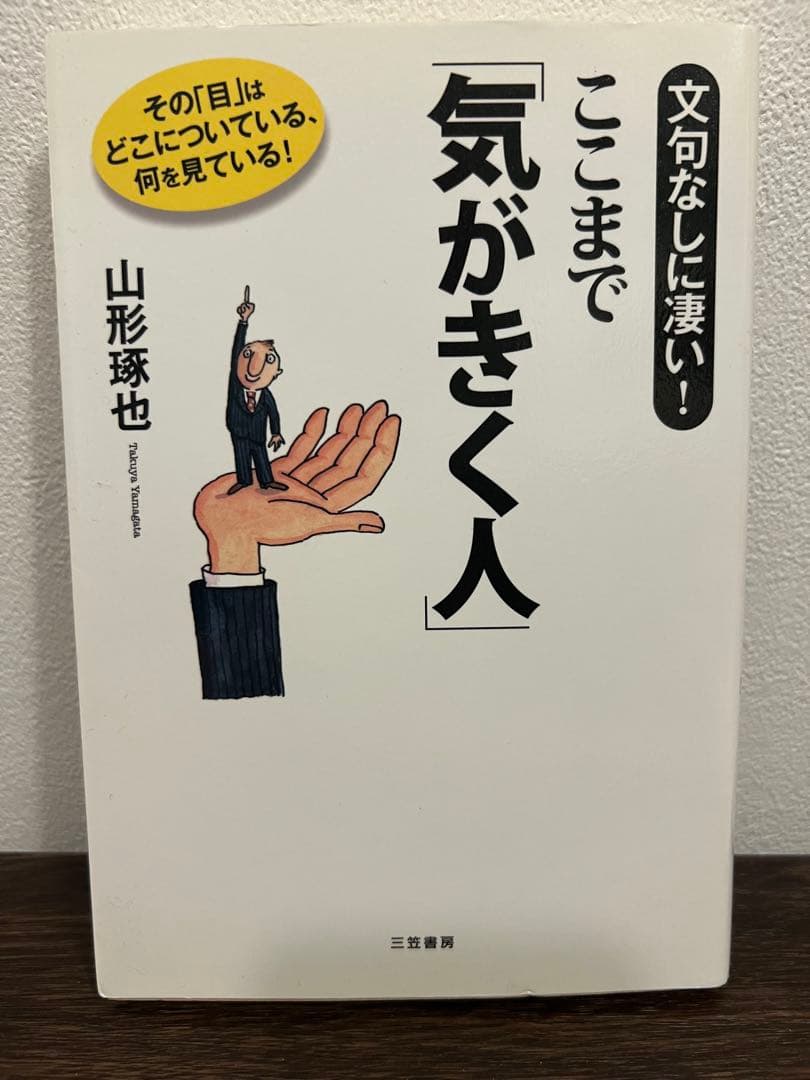 文句なしに凄い!
ここまで
「気がきく人」
その「目」は
どこについている、
何を見ている!
山形琢也
Takuya Yamagata
三笠書房